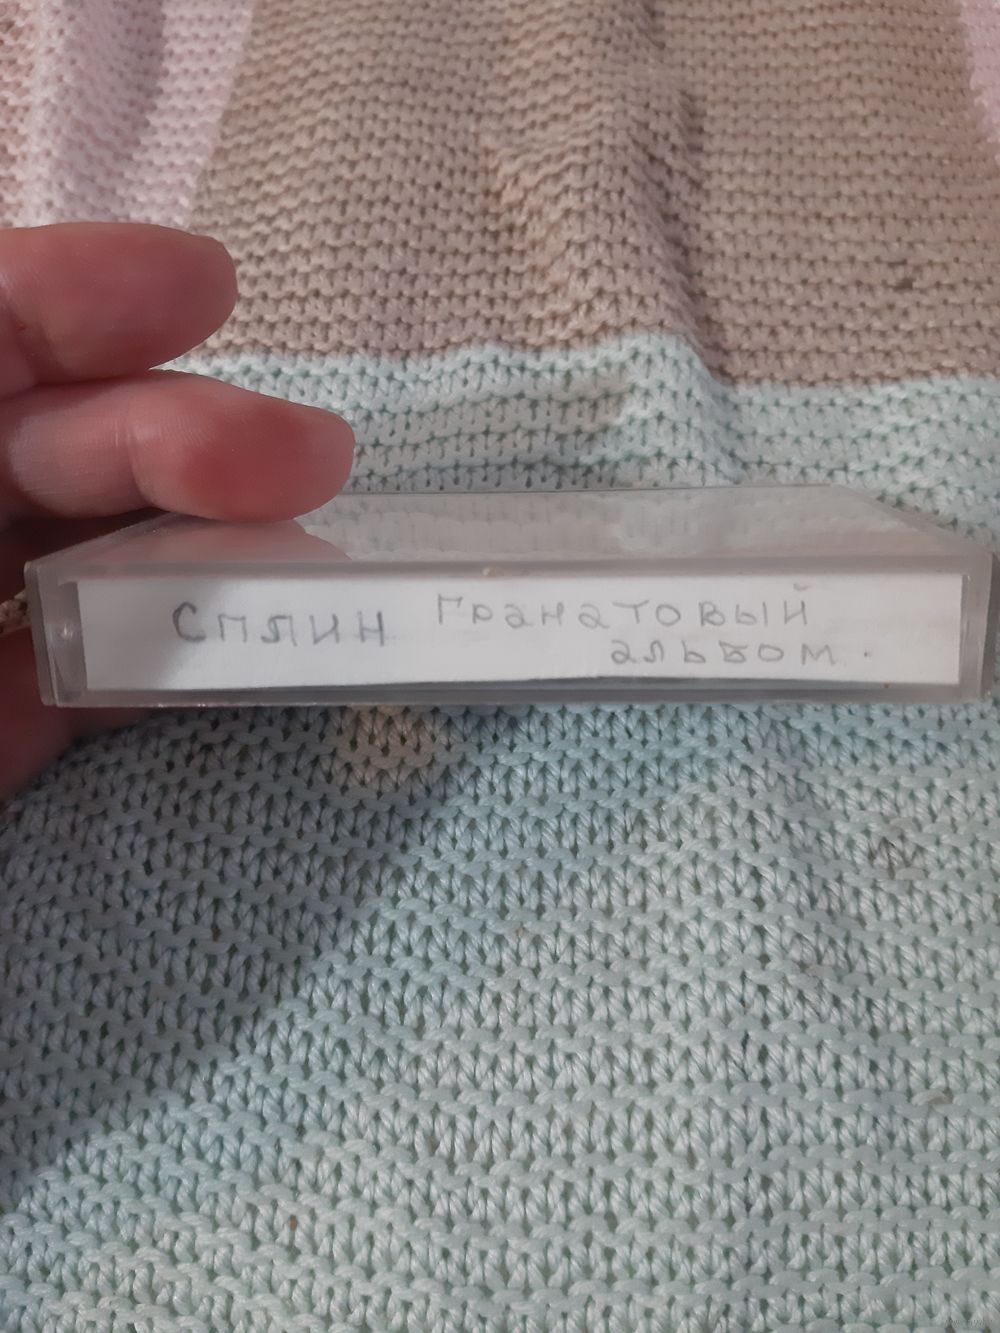 Сплин Гранатовый
альбом.